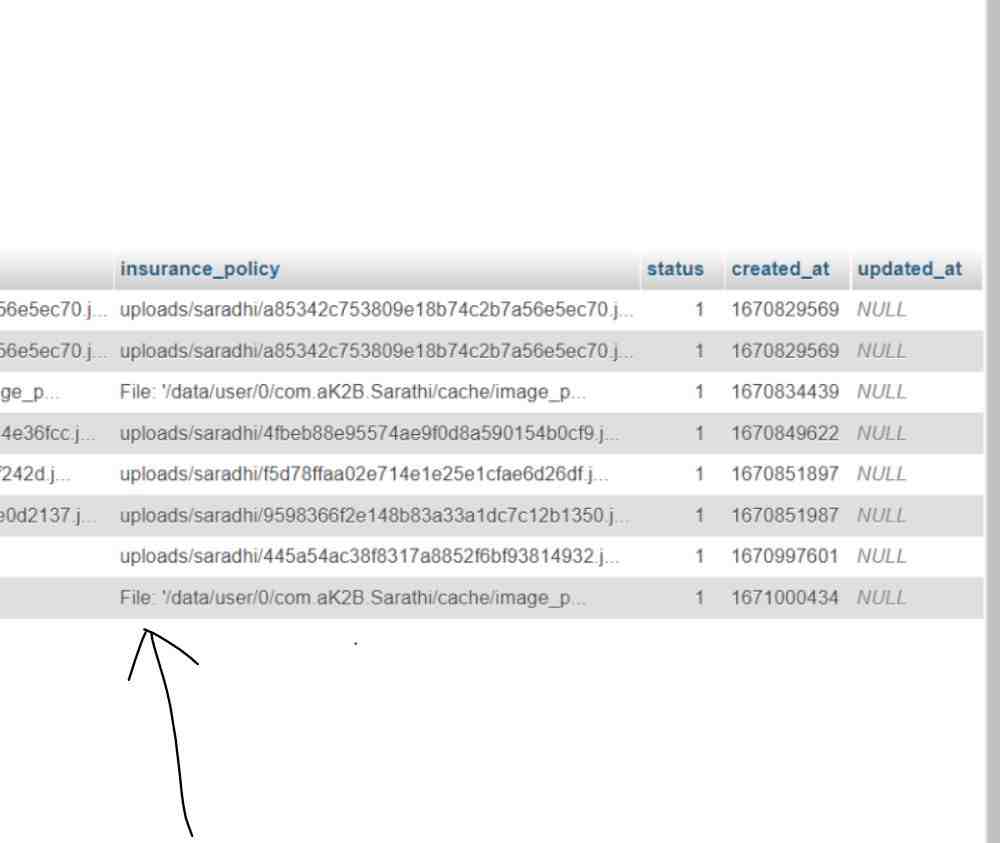 insurance_policy status created_at updated_at
56e5ec70.j... uploads/saradhi/a85342c753809e18b74c2b7a56e5ec70.j... 1 1670829569 NULL
56e5ec70.j... uploads/saradhi/a85342c753809e18b74c2b7a56e5ec70.j... 1 1670829569 NULL
ge_p... File: '/data/user/0/com.aK2B.Sarathi/cache/image_p... 1 1670834439 NULL
4e36fcc.j... uploads/saradhi/4fbeb88e95574ae9f0d8a590154b0cf9.j... 1 1670849622 NULL
f242d.j... uploads/saradhi/f5d78ffaa02e714e1e25e1cfae6d26df.j... 1 1670851897 NULL
e0d2137.j... uploads/saradhi/9598366f2e148b83a33a1dc7c12b1350.j... 1 1670851987 NULL
uploads/saradhi/445a54ac38f8317a8852f6bf93814932.j... 1 1670997601 NULL
File: '/data/user/0/com.aK2B.Sarathi/cache/image_p... 1 1671000434 NULL